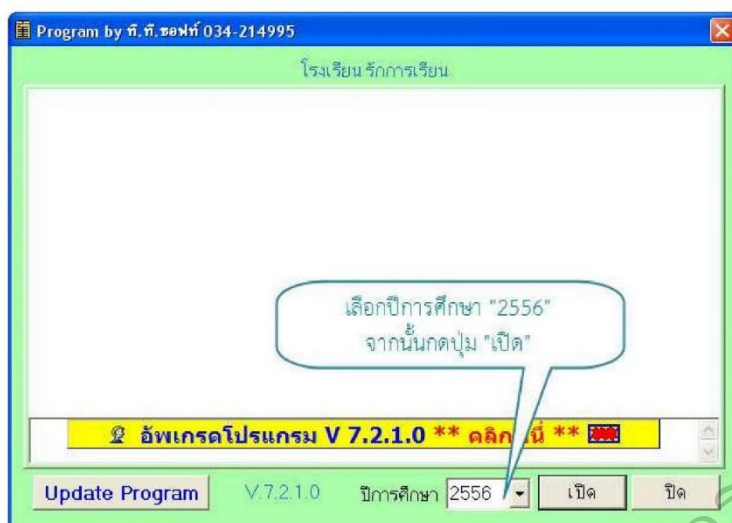 Program by ที.ที.ซอฟท์ 034-214995
โรงเรียนรักการเรียน
เลือกปีการศึกษา "2556"
จากนั้นกดปุ่ม "เปิด"
อัพเกรดโปรแกรม V 7.2.1.0 ** คลิกที่นี่ **
Update Program V.7.2.1.0 ปีการศึกษา 2556 เปิด ปิด